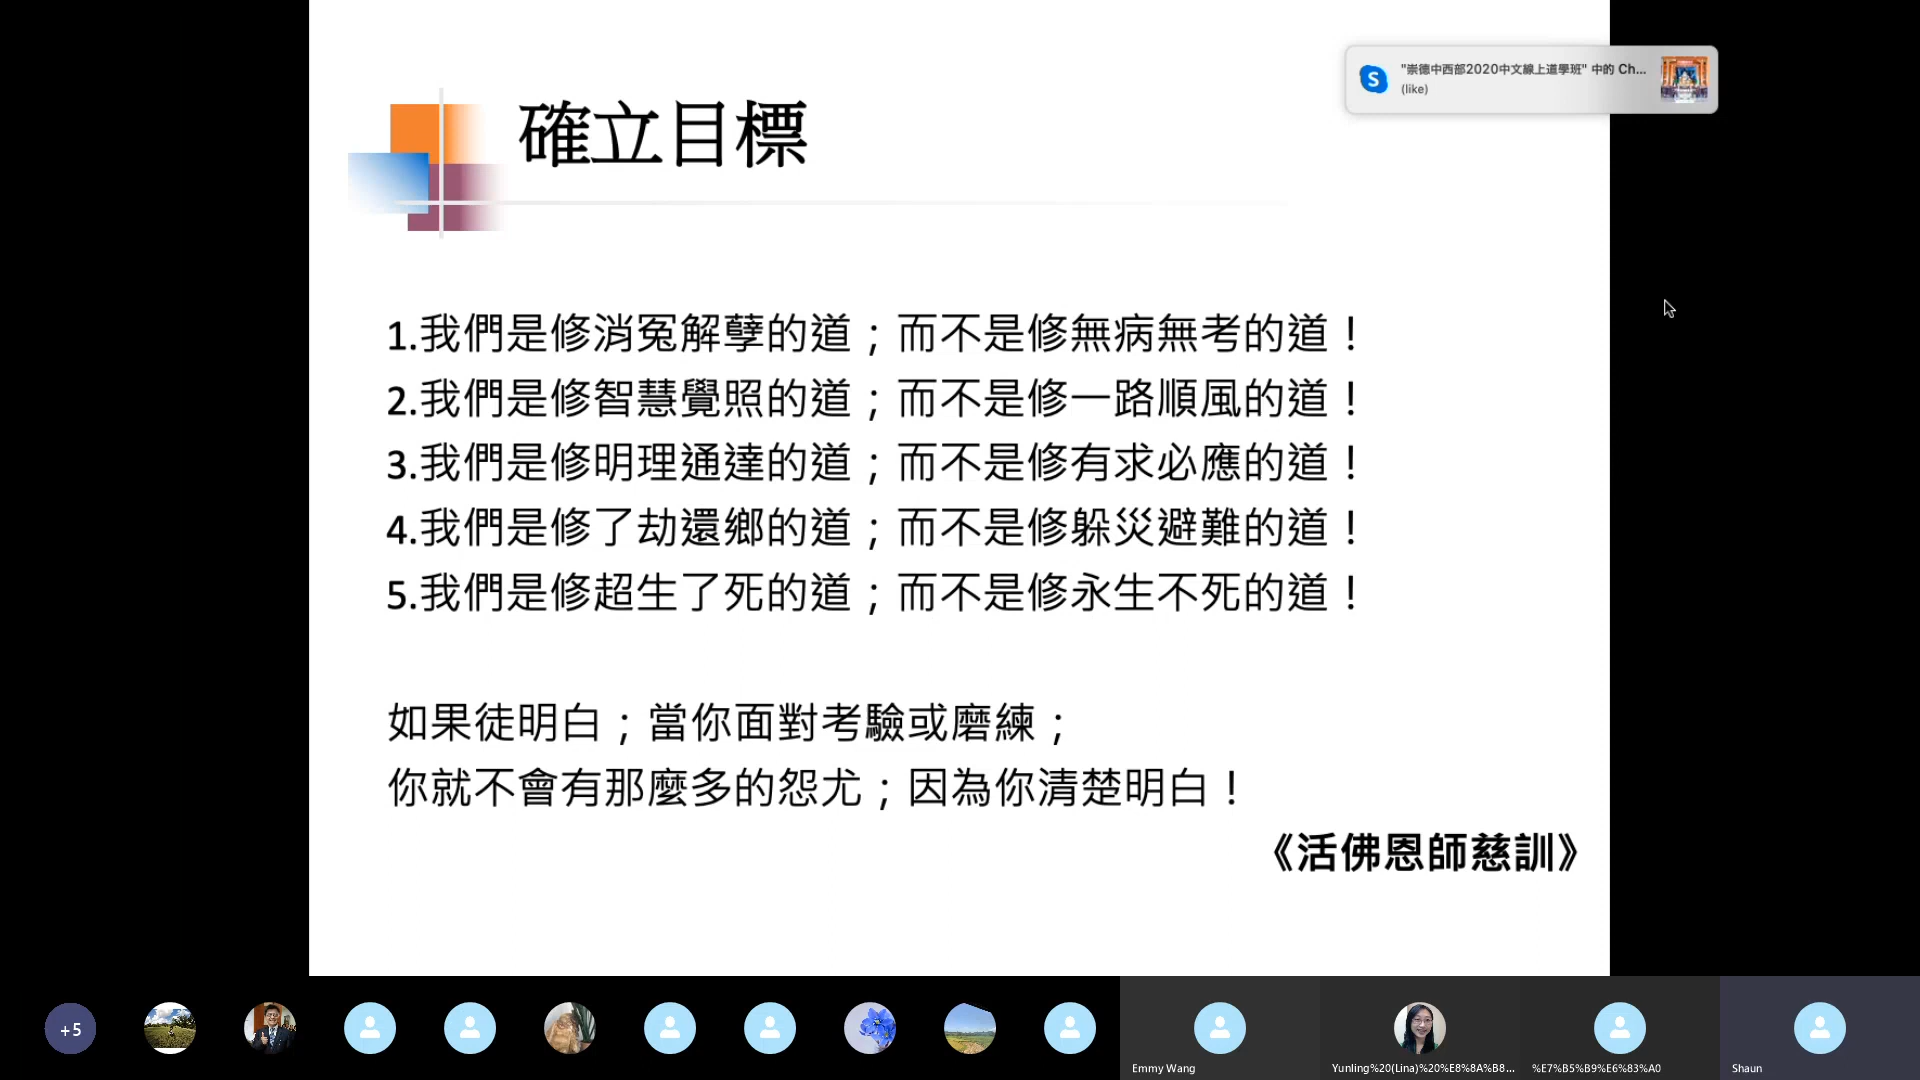 確立目標
"崇德中西部2020中文線上道學班" 中的 Ch...
(like)
1.我們是修消冤解孽的道；而不是修無病無考的道！
2.我們是修智慧覺照的道；而不是修一路順風的道！
3.我們是修明理通達的道；而不是修有求必應的道！
4.我們是修了劫還鄉的道；而不是修躲災避難的道！
5.我們是修超生了死的道；而不是修永生不死的道！
如果徒明白；當你面對考驗或磨練；
你就不會有那麼多的怨尤；因為你清楚明白！
《活佛恩師慈訓》
+5
Emmy Wang
Yunling%20(Lina)%20%E8%8A%B8...
%E7%B5%B9%E6%83%A0
Shaun